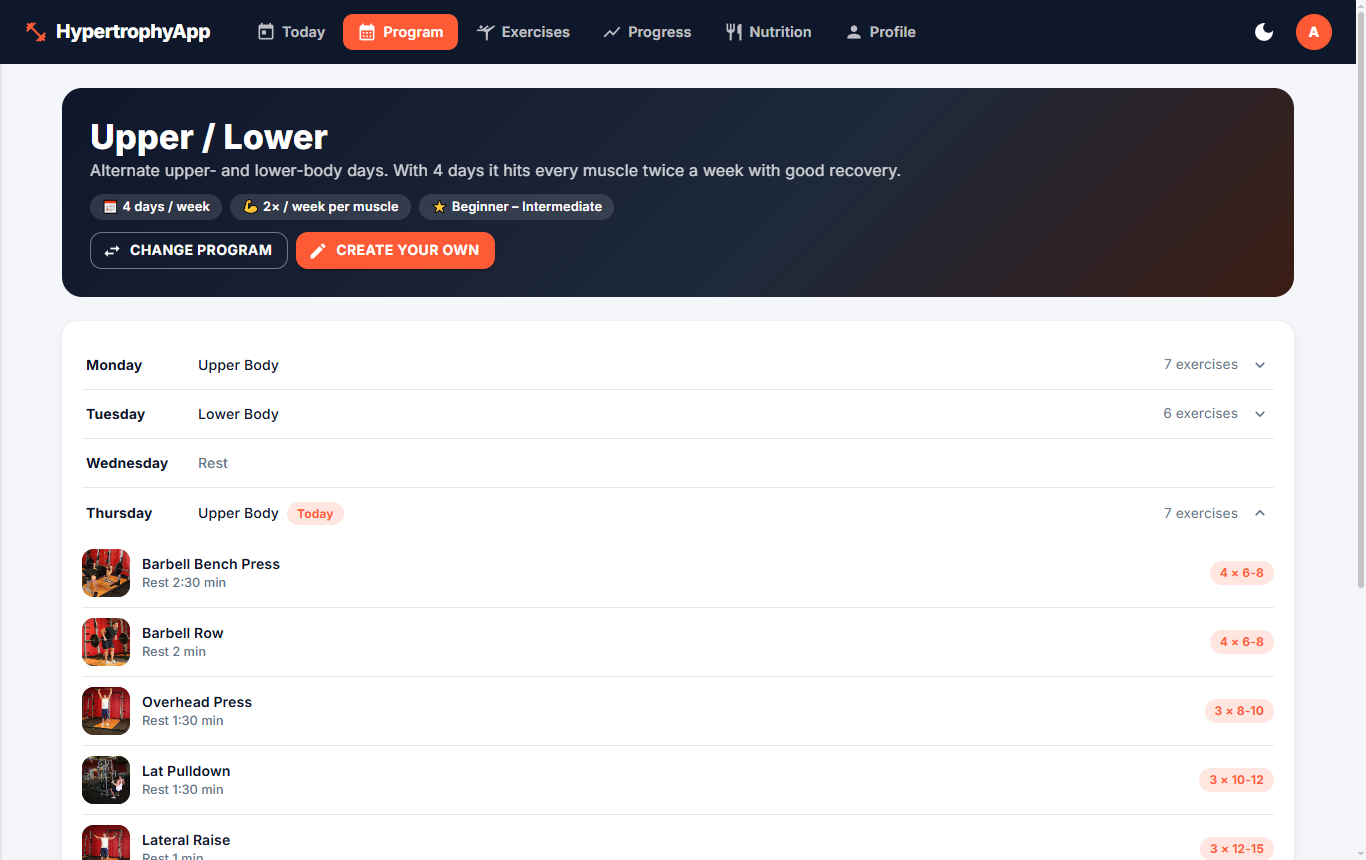 HypertrophyApp
Today
Program
Exercises
Progress
Nutrition
Profile
A
Upper / Lower
Alternate upper- and lower-body days. With 4 days it hits every muscle twice a week with good recovery.
4 days / week
2× / week per muscle
Beginner – Intermediate
CHANGE PROGRAM
CREATE YOUR OWN
Monday Upper Body 7 exercises
Tuesday Lower Body 6 exercises
Wednesday Rest
Thursday Upper Body Today 7 exercises
Barbell Bench Press
Rest 2:30 min
4 × 6-8
Barbell Row
Rest 2 min
4 × 6-8
Overhead Press
Rest 1:30 min
3 × 8-10
Lat Pulldown
Rest 1:30 min
3 × 10-12
Lateral Raise
Rest 1 min
3 × 12-15